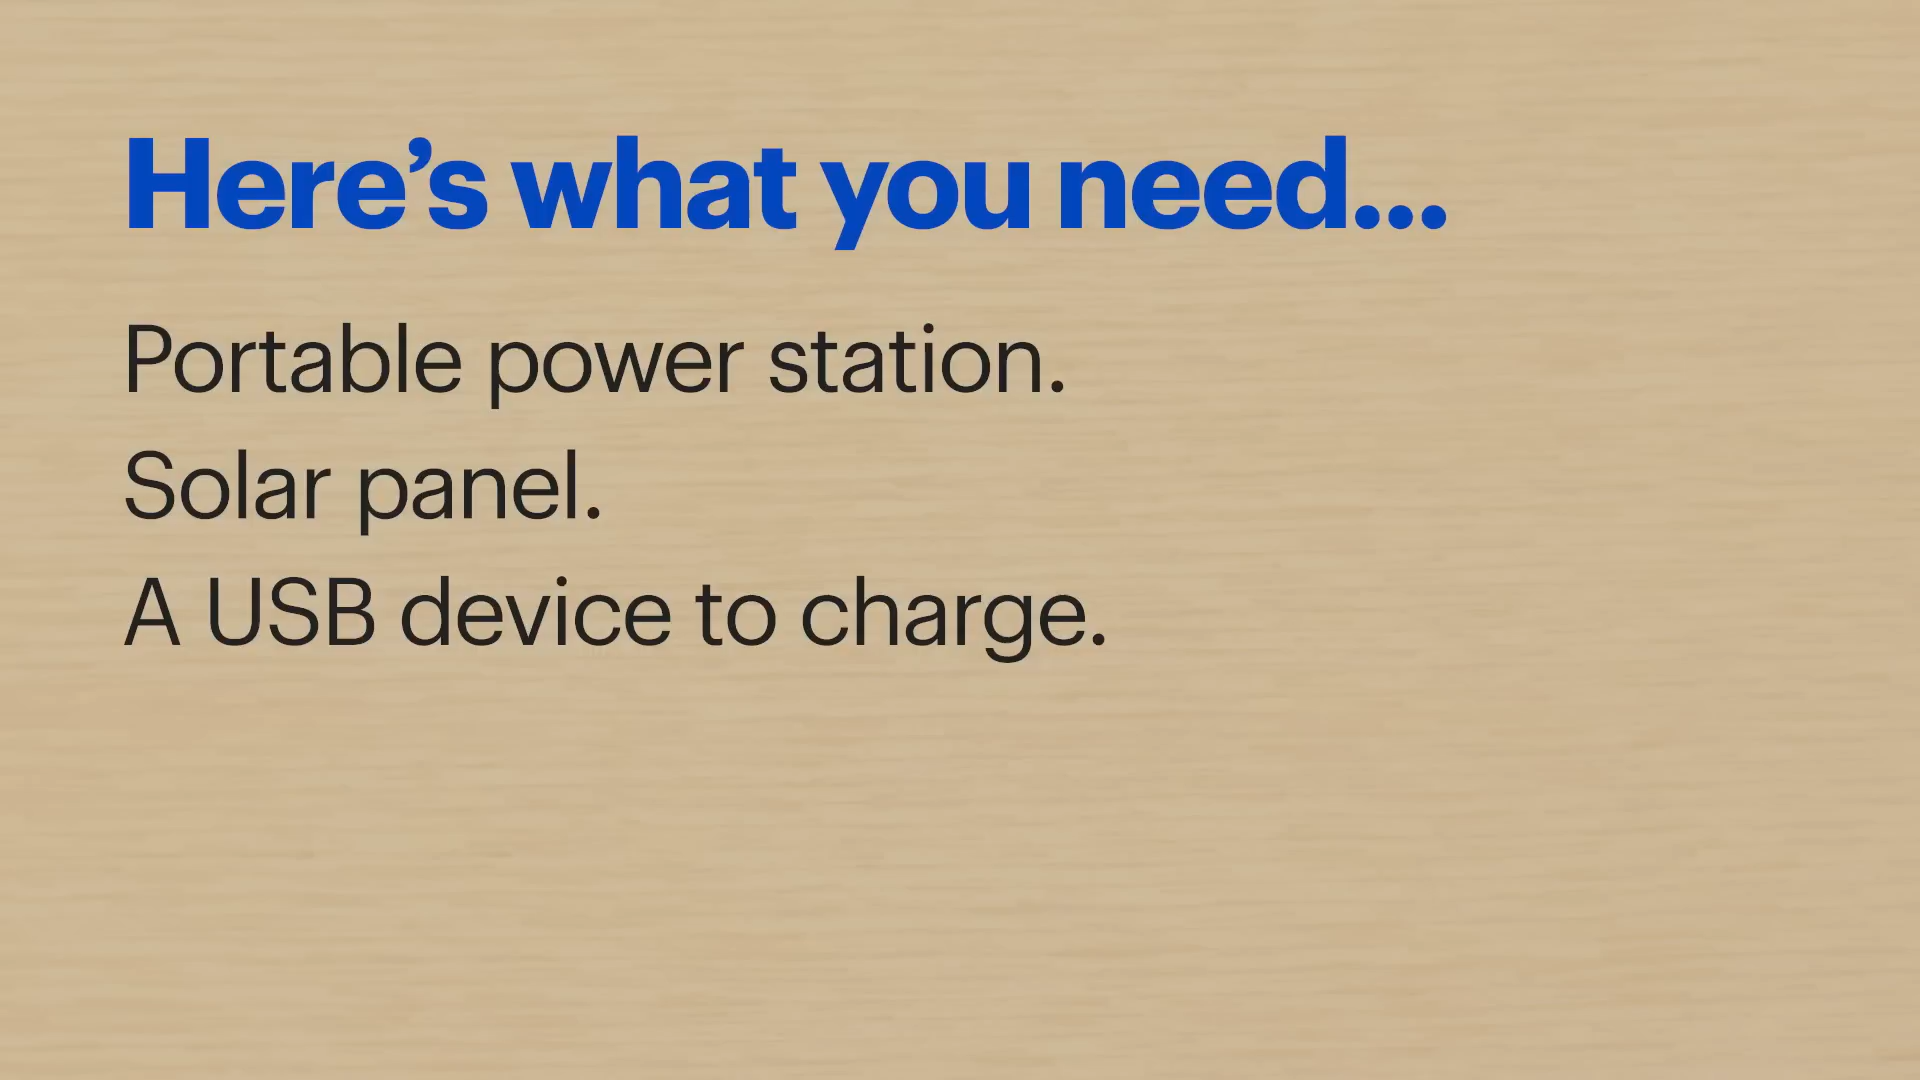 Here’s what you need...
Portable power station.
Solar panel.
A USB device to charge.